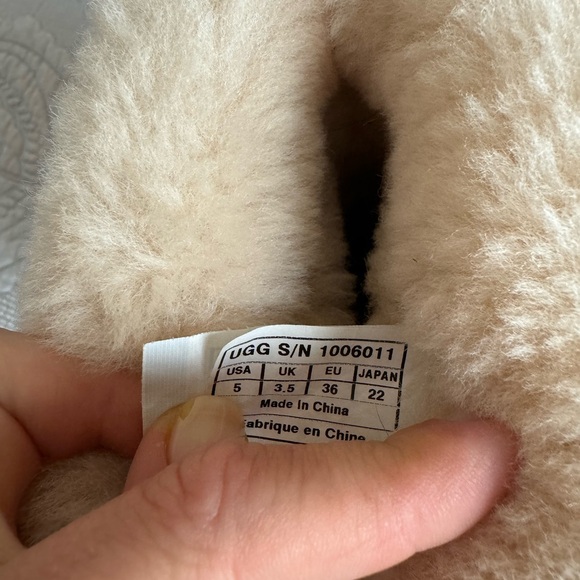 UGG S/N 1006011
USA UK EU JAPAN
5 3.5 36 22
Made In China
Fabrique en Chine